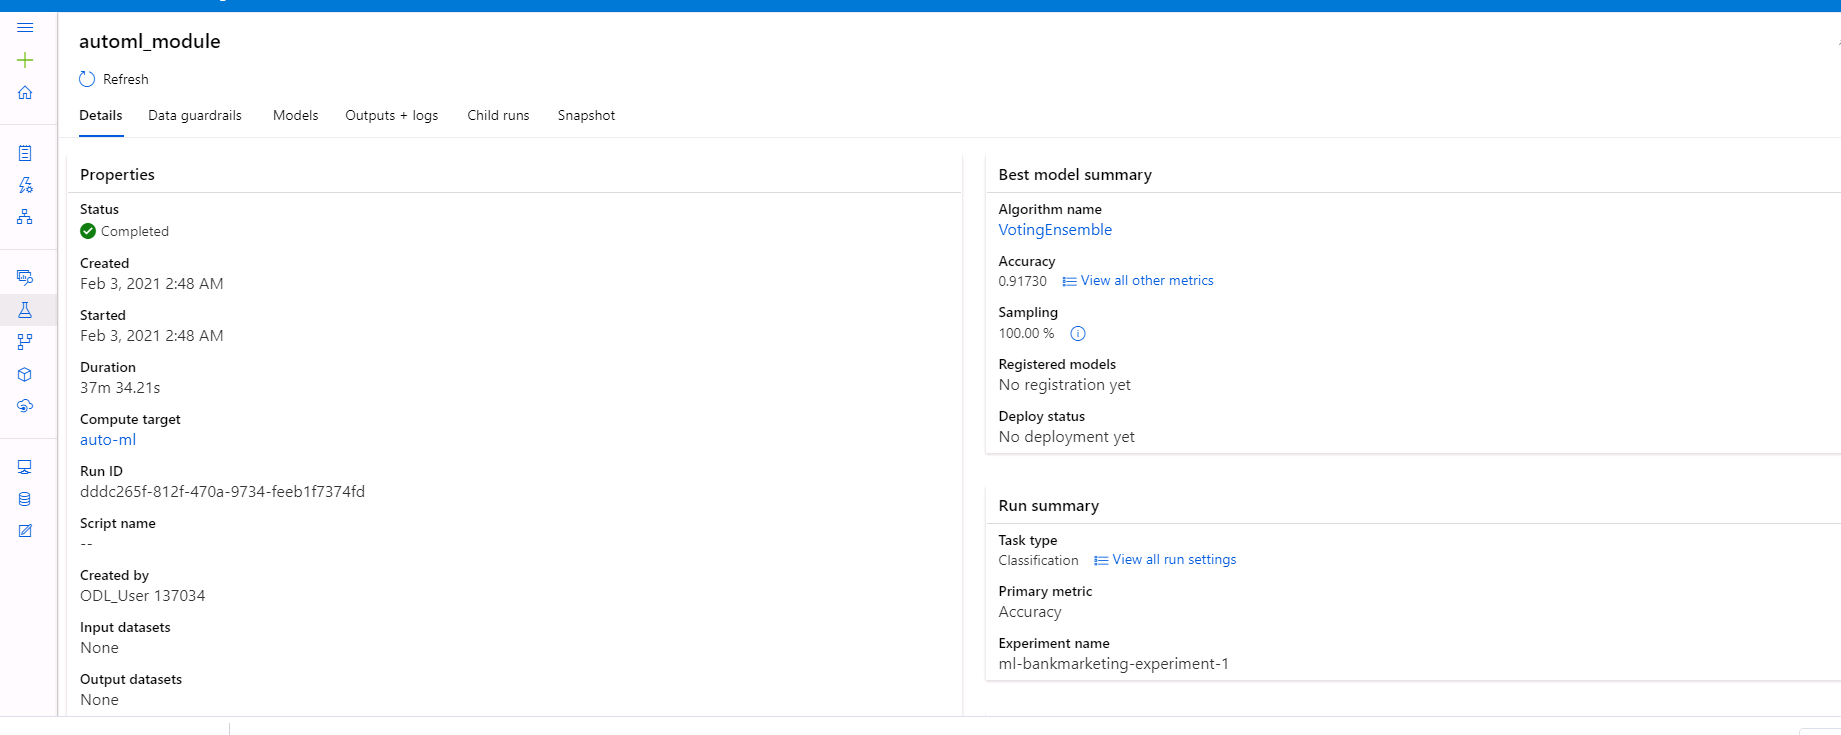 automl_module
Refresh
Details Data guardrails Models Outputs + logs Child runs Snapshot
Properties
Status
Completed
Created
Feb 3, 2021 2:48 AM
Started
Feb 3, 2021 2:48 AM
Duration
37m 34.21s
Compute target
auto-ml
Run ID
dddc265f-812f-470a-9734-feeb1f7374fd
Script name
--
Created by
ODL_User 137034
Input datasets
None
Output datasets
None
Best model summary
Algorithm name
VotingEnsemble
Accuracy
0.91730 View all other metrics
Sampling
100.00 %
Registered models
No registration yet
Deploy status
No deployment yet
Run summary
Task type
Classification View all run settings
Primary metric
Accuracy
Experiment name
ml-bankmarketing-experiment-1